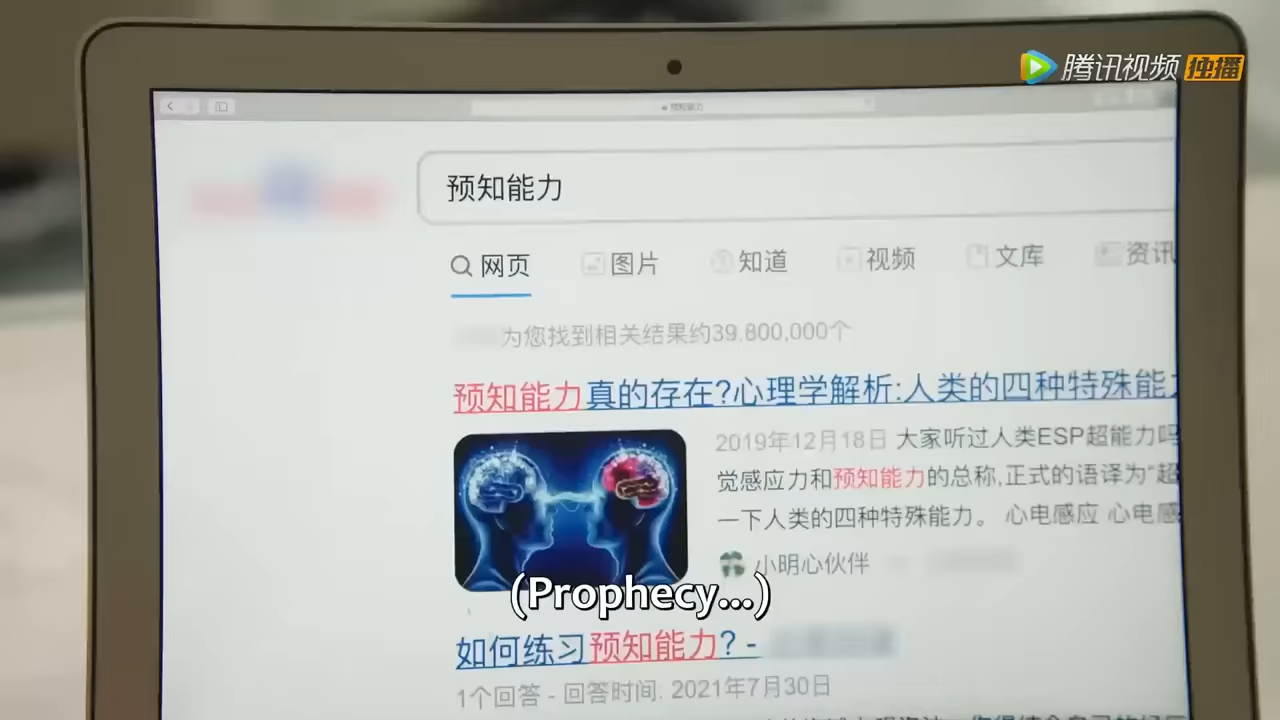 腾讯视频 独播
预知能力
预知能力
网页 图片 知道 视频 文库 资讯
为您找到相关结果约39,800,000个
预知能力真的存在?心理学解析:人类的四种特殊能
2019年12月18日 大家听过人类ESP超能力吗
觉感应力和预知能力的总称,正式的语译为“超
一下人类的四种特殊能力。 心电感应 心电感
小明心伙伴
(Prophecy...)
如何练习预知能力? -
1个回答 - 回答时间: 2021年7月30日